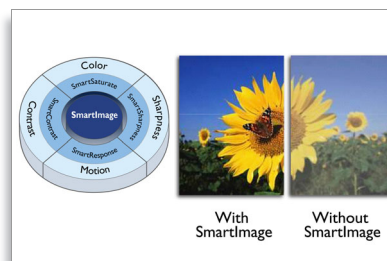 Color
SmartSaturate
Contrast
SmartContrast
SmartImage
SmartSharpness
Sharpness
SmartResponse
Motion
With
SmartImage
Without
SmartImage